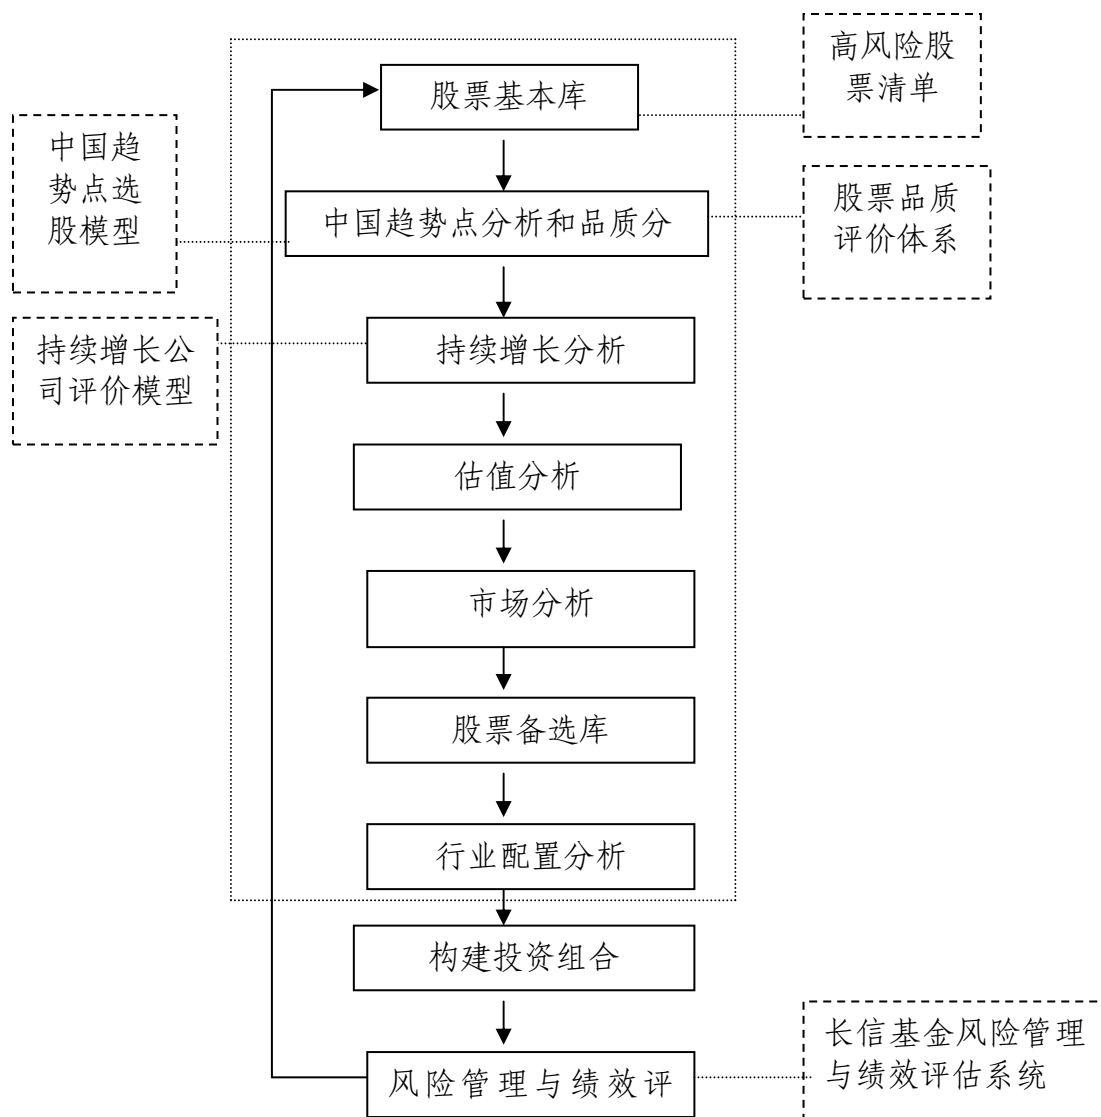 高风险股
票清单
股票基本库
中国趋
势点选
股模型
股票品质
评价体系
中国趋势点分析和品质分
持续增长公
司评价模型
持续增长分析
估值分析
市场分析
股票备选库
行业配置分析
构建投资组合
长信基金风险管理
与绩效评估系统
风险管理与绩效评